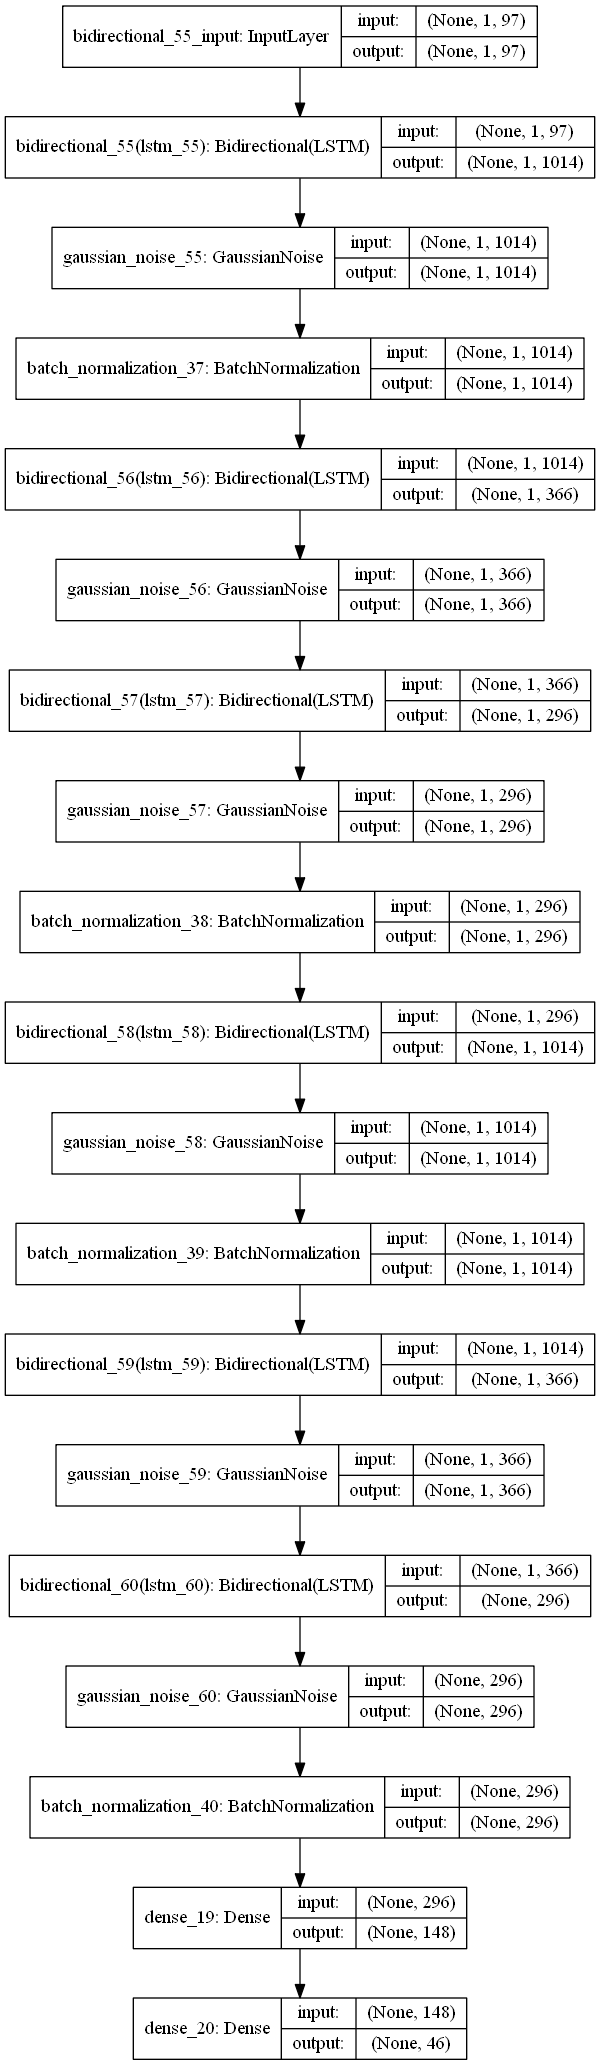 bidirectional_55_input: InputLayer
input: (None, 1, 97)
output: (None, 1, 97)
bidirectional_55(lstm_55): Bidirectional(LSTM)
input: (None, 1, 97)
output: (None, 1, 1014)
gaussian_noise_55: GaussianNoise
input: (None, 1, 1014)
output: (None, 1, 1014)
batch_normalization_37: BatchNormalization
input: (None, 1, 1014)
output: (None, 1, 1014)
bidirectional_56(lstm_56): Bidirectional(LSTM)
input: (None, 1, 1014)
output: (None, 1, 366)
gaussian_noise_56: GaussianNoise
input: (None, 1, 366)
output: (None, 1, 366)
bidirectional_57(lstm_57): Bidirectional(LSTM)
input: (None, 1, 366)
output: (None, 1, 296)
gaussian_noise_57: GaussianNoise
input: (None, 1, 296)
output: (None, 1, 296)
batch_normalization_38: BatchNormalization
input: (None, 1, 296)
output: (None, 1, 296)
bidirectional_58(lstm_58): Bidirectional(LSTM)
input: (None, 1, 296)
output: (None, 1, 1014)
gaussian_noise_58: GaussianNoise
input: (None, 1, 1014)
output: (None, 1, 1014)
batch_normalization_39: BatchNormalization
input: (None, 1, 1014)
output: (None, 1, 1014)
bidirectional_59(lstm_59): Bidirectional(LSTM)
input: (None, 1, 1014)
output: (None, 1, 366)
gaussian_noise_59: GaussianNoise
input: (None, 1, 366)
output: (None, 1, 366)
bidirectional_60(lstm_60): Bidirectional(LSTM)
input: (None, 1, 366)
output: (None, 296)
gaussian_noise_60: GaussianNoise
input: (None, 296)
output: (None, 296)
batch_normalization_40: BatchNormalization
input: (None, 296)
output: (None, 296)
dense_19: Dense
input: (None, 296)
output: (None, 148)
dense_20: Dense
input: (None, 148)
output: (None, 46)